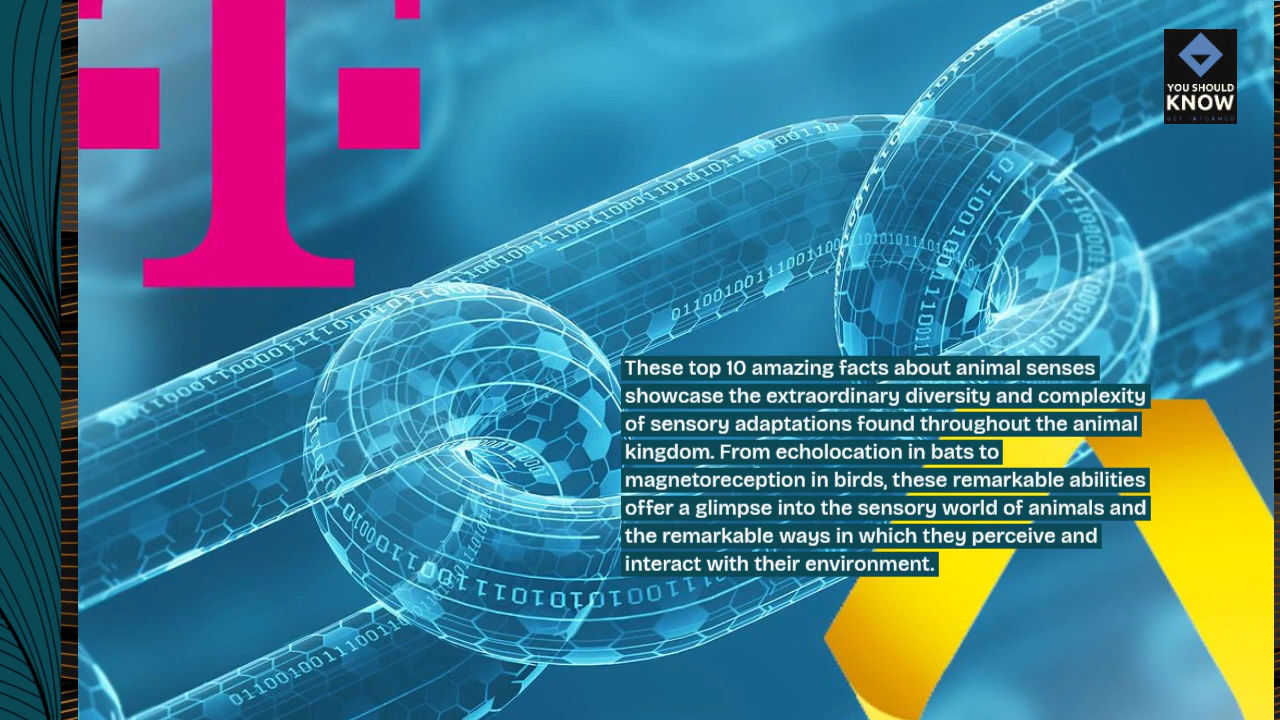 YOU SHOULD
KNOW
GET INFORMED
These top 10 amazing facts about animal senses
showcase the extraordinary diversity and complexity
of sensory adaptations found throughout the animal
kingdom. From echolocation in bats to
magnetoreception in birds, these remarkable abilities
offer a glimpse into the sensory world of animals and
the remarkable ways in which they perceive and
interact with their environment.